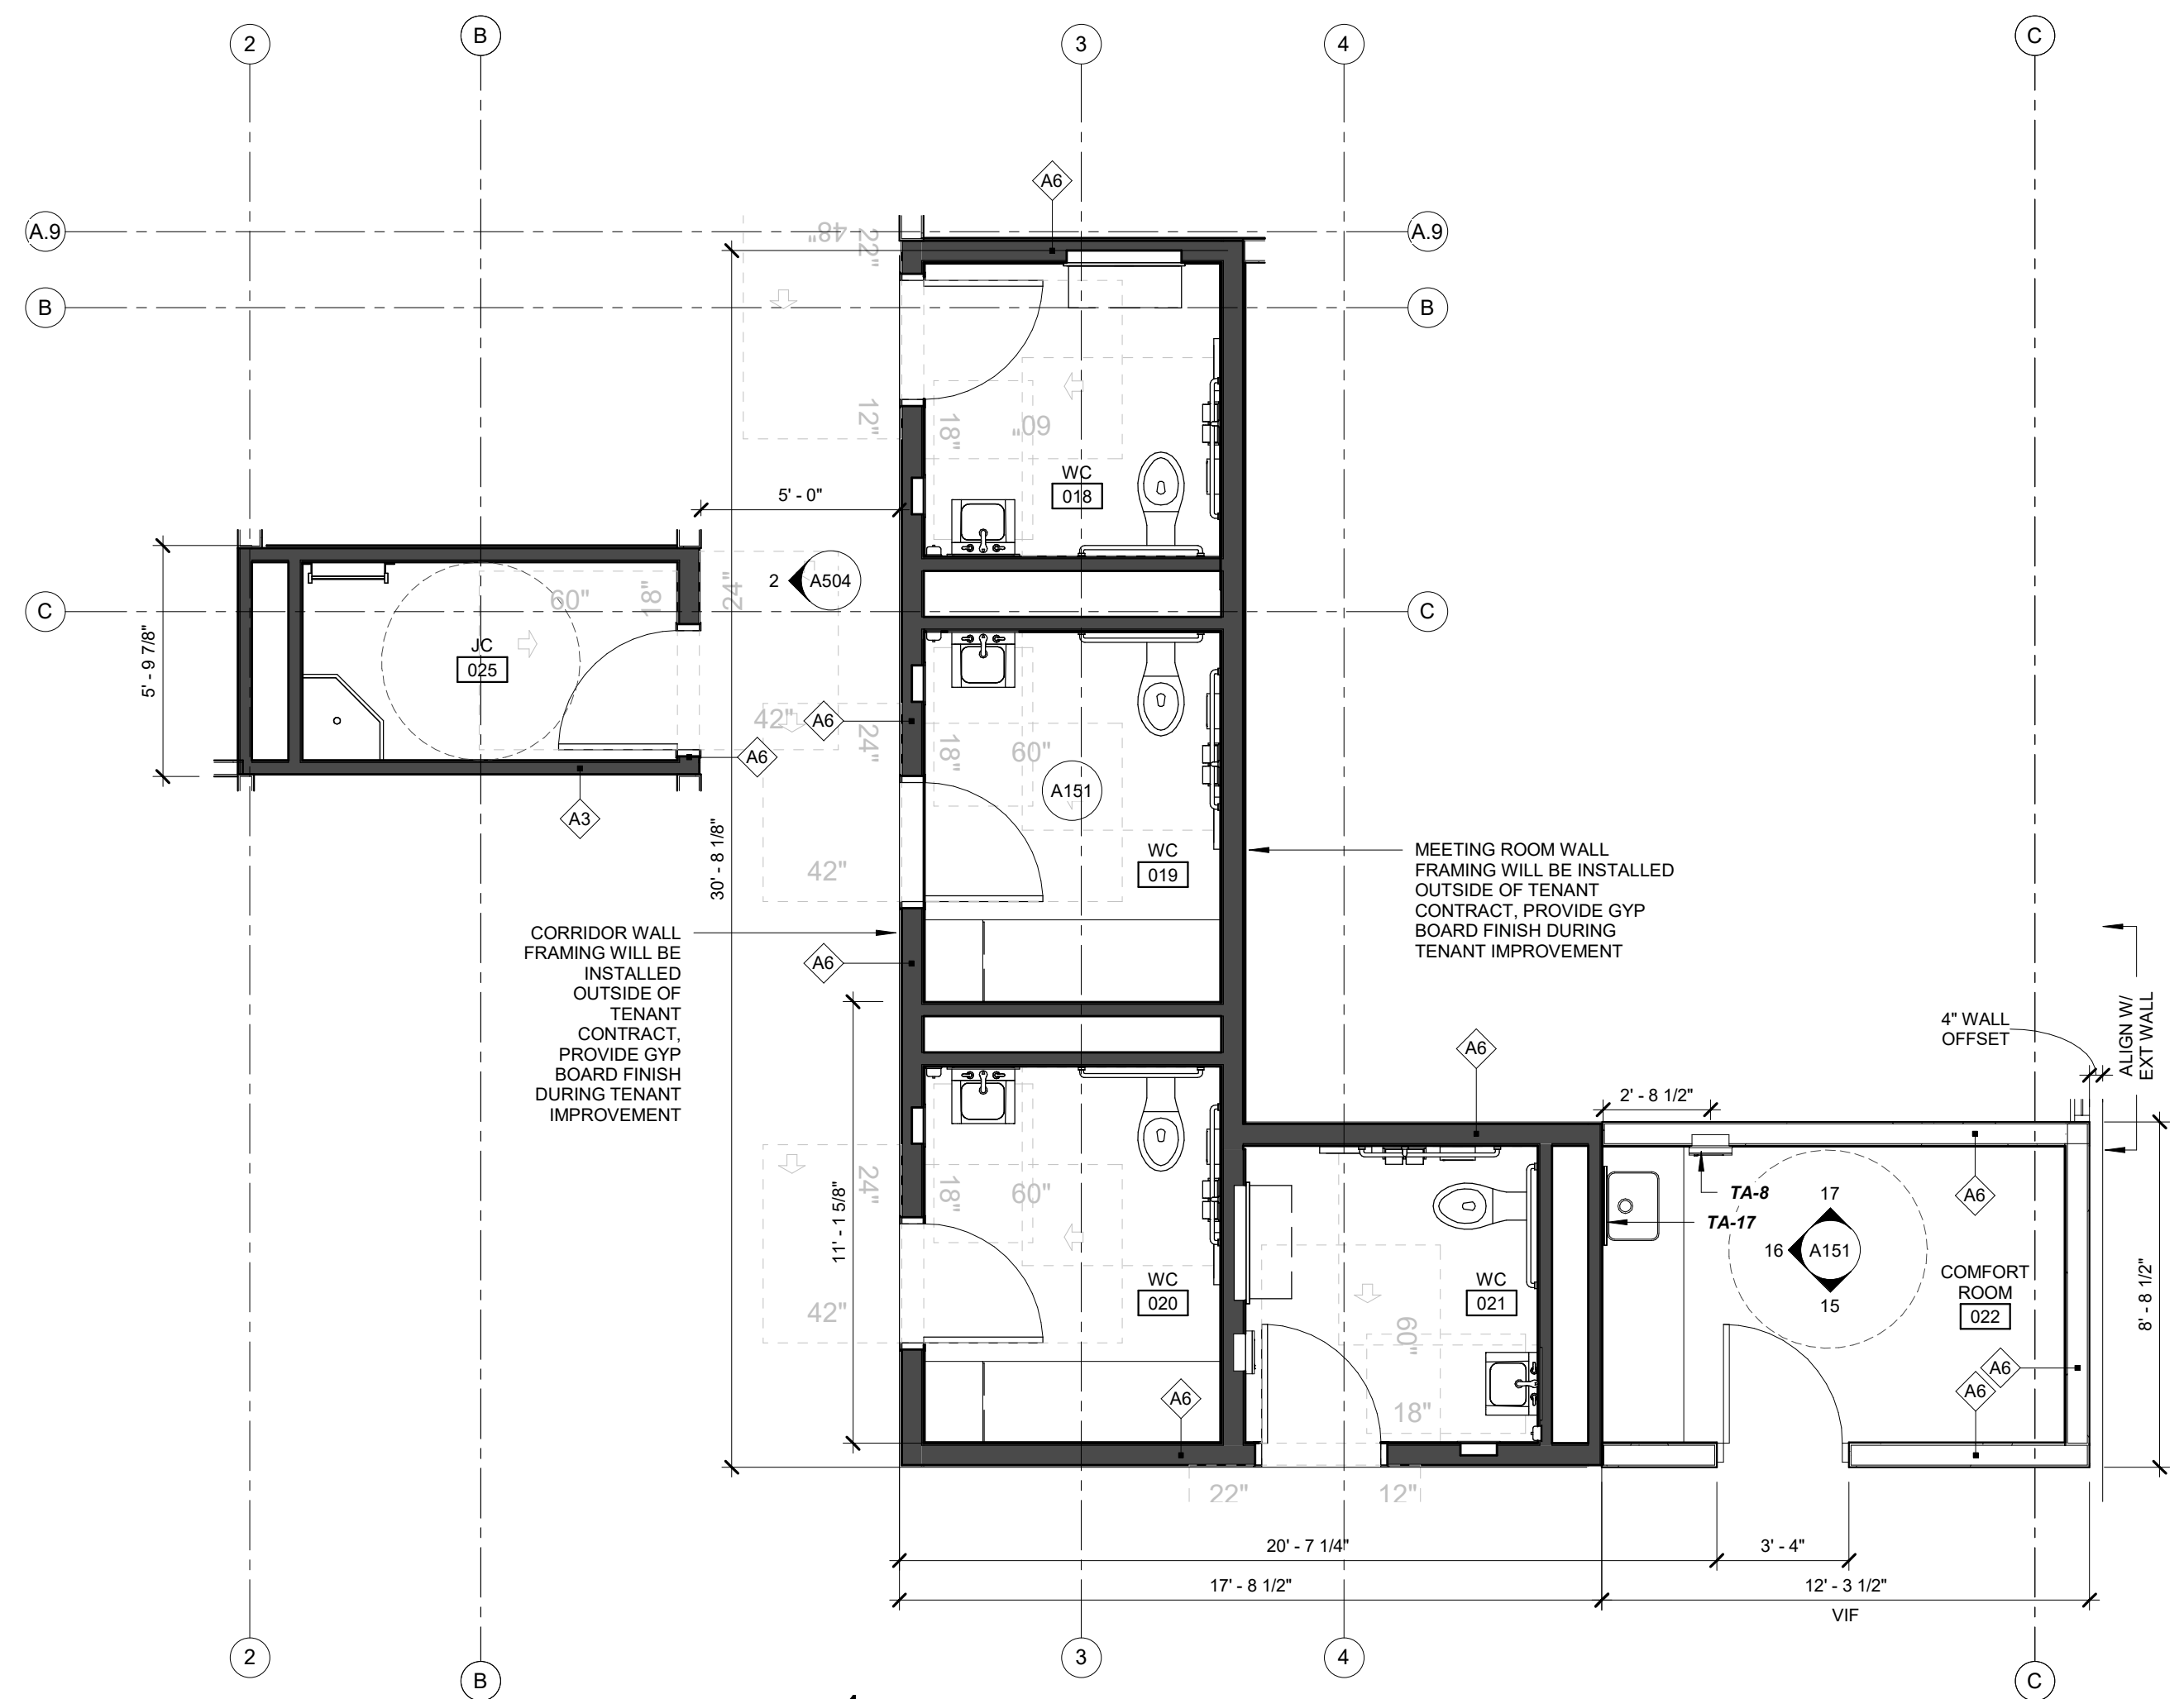 2
B
3
4
C
A6
A.9
A.9
48"
22"
B
B
12"
18"
60"
WC
018
5' - 0"
2
A504
24"
60"
18"
C
C
JC
025
5' - 9 7/8"
42"
A6
24"
18"
60"
A6
A151
A3
30' - 8 1/8"
42"
WC
019
MEETING ROOM WALL
FRAMING WILL BE INSTALLED
OUTSIDE OF TENANT
CONTRACT, PROVIDE GYP
BOARD FINISH DURING
TENANT IMPROVEMENT
CORRIDOR WALL
FRAMING WILL BE
INSTALLED
OUTSIDE OF
TENANT
CONTRACT,
PROVIDE GYP
BOARD FINISH
DURING TENANT
IMPROVEMENT
A6
4" WALL
OFFSET
ALIGN W/
EXT WALL
A6
2' - 8 1/2"
11' - 1 5/8"
24"
18"
60"
42"
WC
020
WC
021
60"
18"
TA-8
TA-17
17
16
A151
15
A6
COMFORT
ROOM
022
8' - 8 1/2"
A6
A6
A6
22"
12"
20' - 7 1/4"
3' - 4"
17' - 8 1/2"
12' - 3 1/2"
VIF
2
B
3
4
C